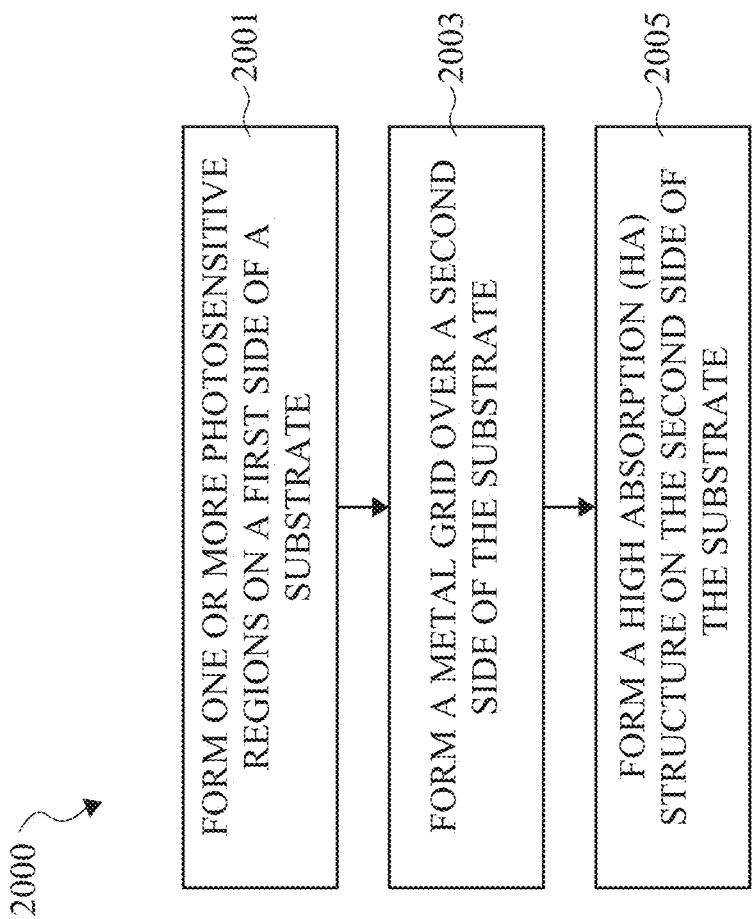 2000
FORM ONE OR MORE PHOTOSENSITIVE
REGIONS ON A FIRST SIDE OF A
SUBSTRATE
2001
FORM A METAL GRID OVER A SECOND
SIDE OF THE SUBSTRATE
2003
FORM A HIGH ABSORPTION (HA)
STRUCTURE ON THE SECOND SIDE OF
THE SUBSTRATE
2005